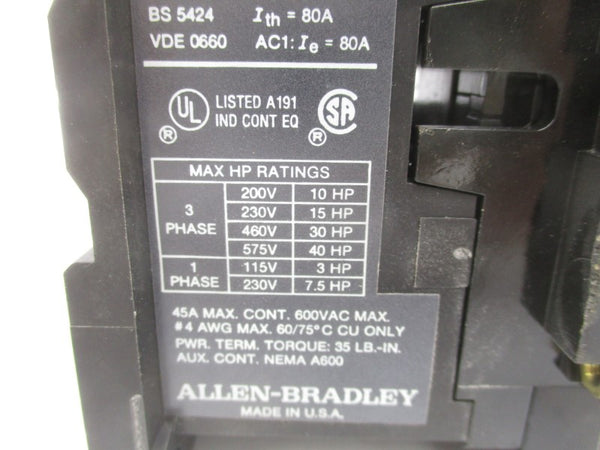 BS 5424 Ith = 80A
VDE 0660 AC1: Ie = 80A
UL LISTED A191
IND CONT EQ
® SA ®
MAX HP RATINGS
3 PHASE 200V 10 HP
230V 15 HP
460V 30 HP
575V 40 HP
1 PHASE 115V 3 HP
230V 7.5 HP
45A MAX. CONT. 600VAC MAX.
#4 AWG MAX. 60/75°C CU ONLY
PWR. TERM. TORQUE: 35 LB.-IN.
AUX. CONT. NEMA A600
ALLEN-BRADLEY
MADE IN U.S.A.